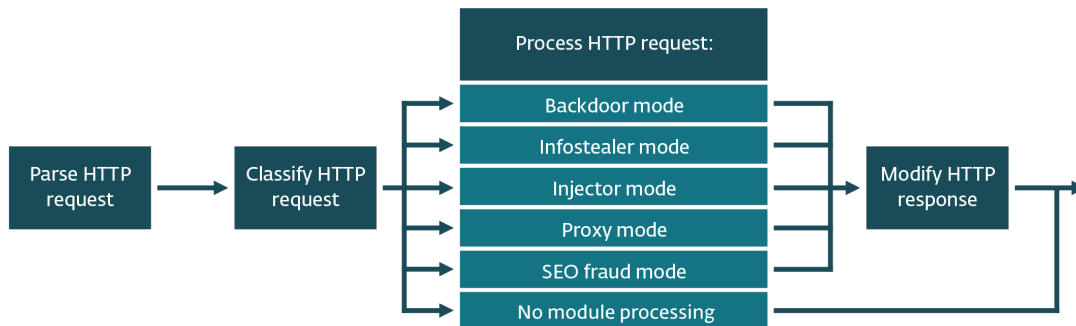 Process HTTP request:
Backdoor mode
Infostealer mode
Parse HTTP
request
Classify HTTP
request
Injector mode
Modify HTTP
response
Proxy mode
SEO fraud mode
No module processing